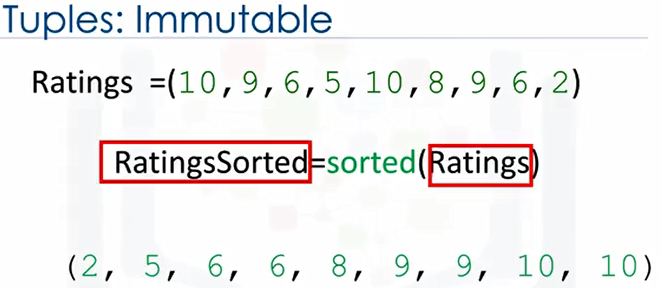 Tuples: Immutable
Ratings =(10,9,6,5,10,8,9,6,2)
RatingsSorted=sorted(Ratings)
(2, 5, 6, 6, 8, 9, 9, 10, 10)